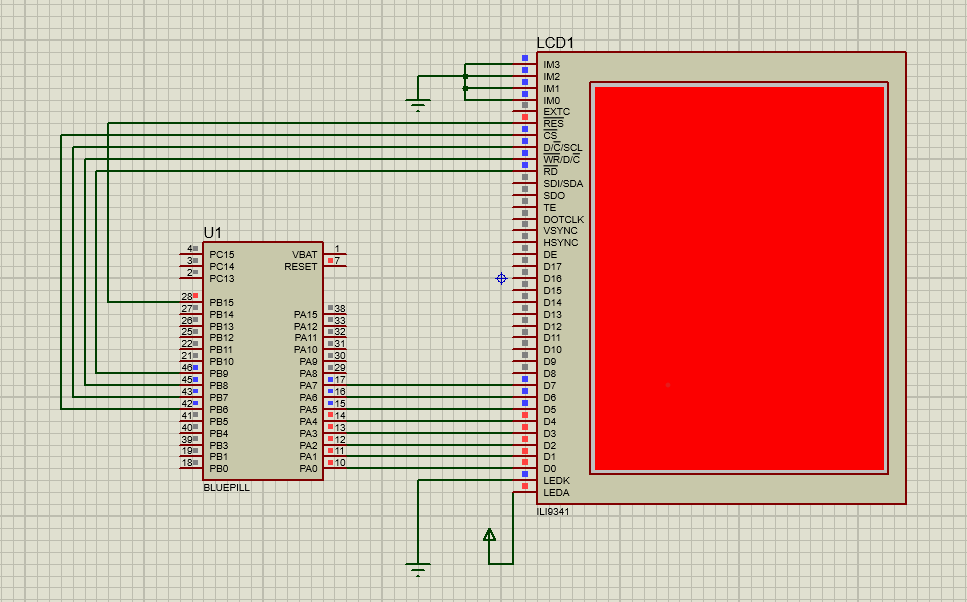 LCD1
IM3
IM2
IM1
IM0
EXTC
RES
CS
D/C/SCL
WR/D/C
RD
SDI/SDA
SDO
TE
DOTCLK
VSYNC
HSYNC
DE
D17
D16
D15
D14
D13
D12
D11
D10
D9
D8
D7
D6
D5
D4
D3
D2
D1
D0
LEDK
LEDA
ILI9341
U1
4 PC15 VBAT 1
3 PC14 RESET 7
2 PC13
28 PB15
27 PB14 PA15 38
26 PB13 PA12 33
25 PB12 PA11 32
22 PB11 PA10 31
21 PB10 PA9 30
46 PB9 PA8 29
45 PB8 PA7 17
43 PB7 PA6 16
42 PB6 PA5 15
41 PB5 PA4 14
40 PB4 PA3 13
39 PB3 PA2 12
19 PB1 PA1 11
18 PB0 PA0 10
BLUEPILL